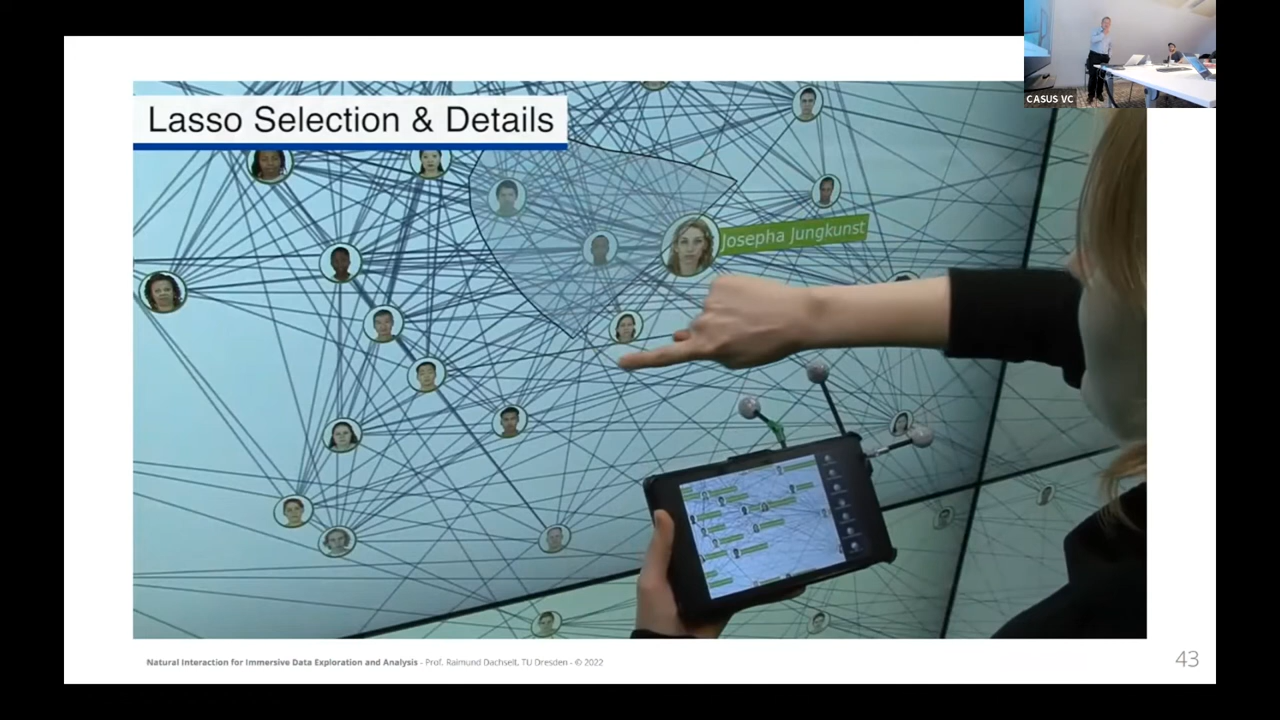 CASUS VC
Lasso Selection & Details
Josepha Jungkunst
Natural Interaction for Immersive Data Exploration and Analysis - Prof. Raimund Dachselt, TU Dresden - © 2022
43